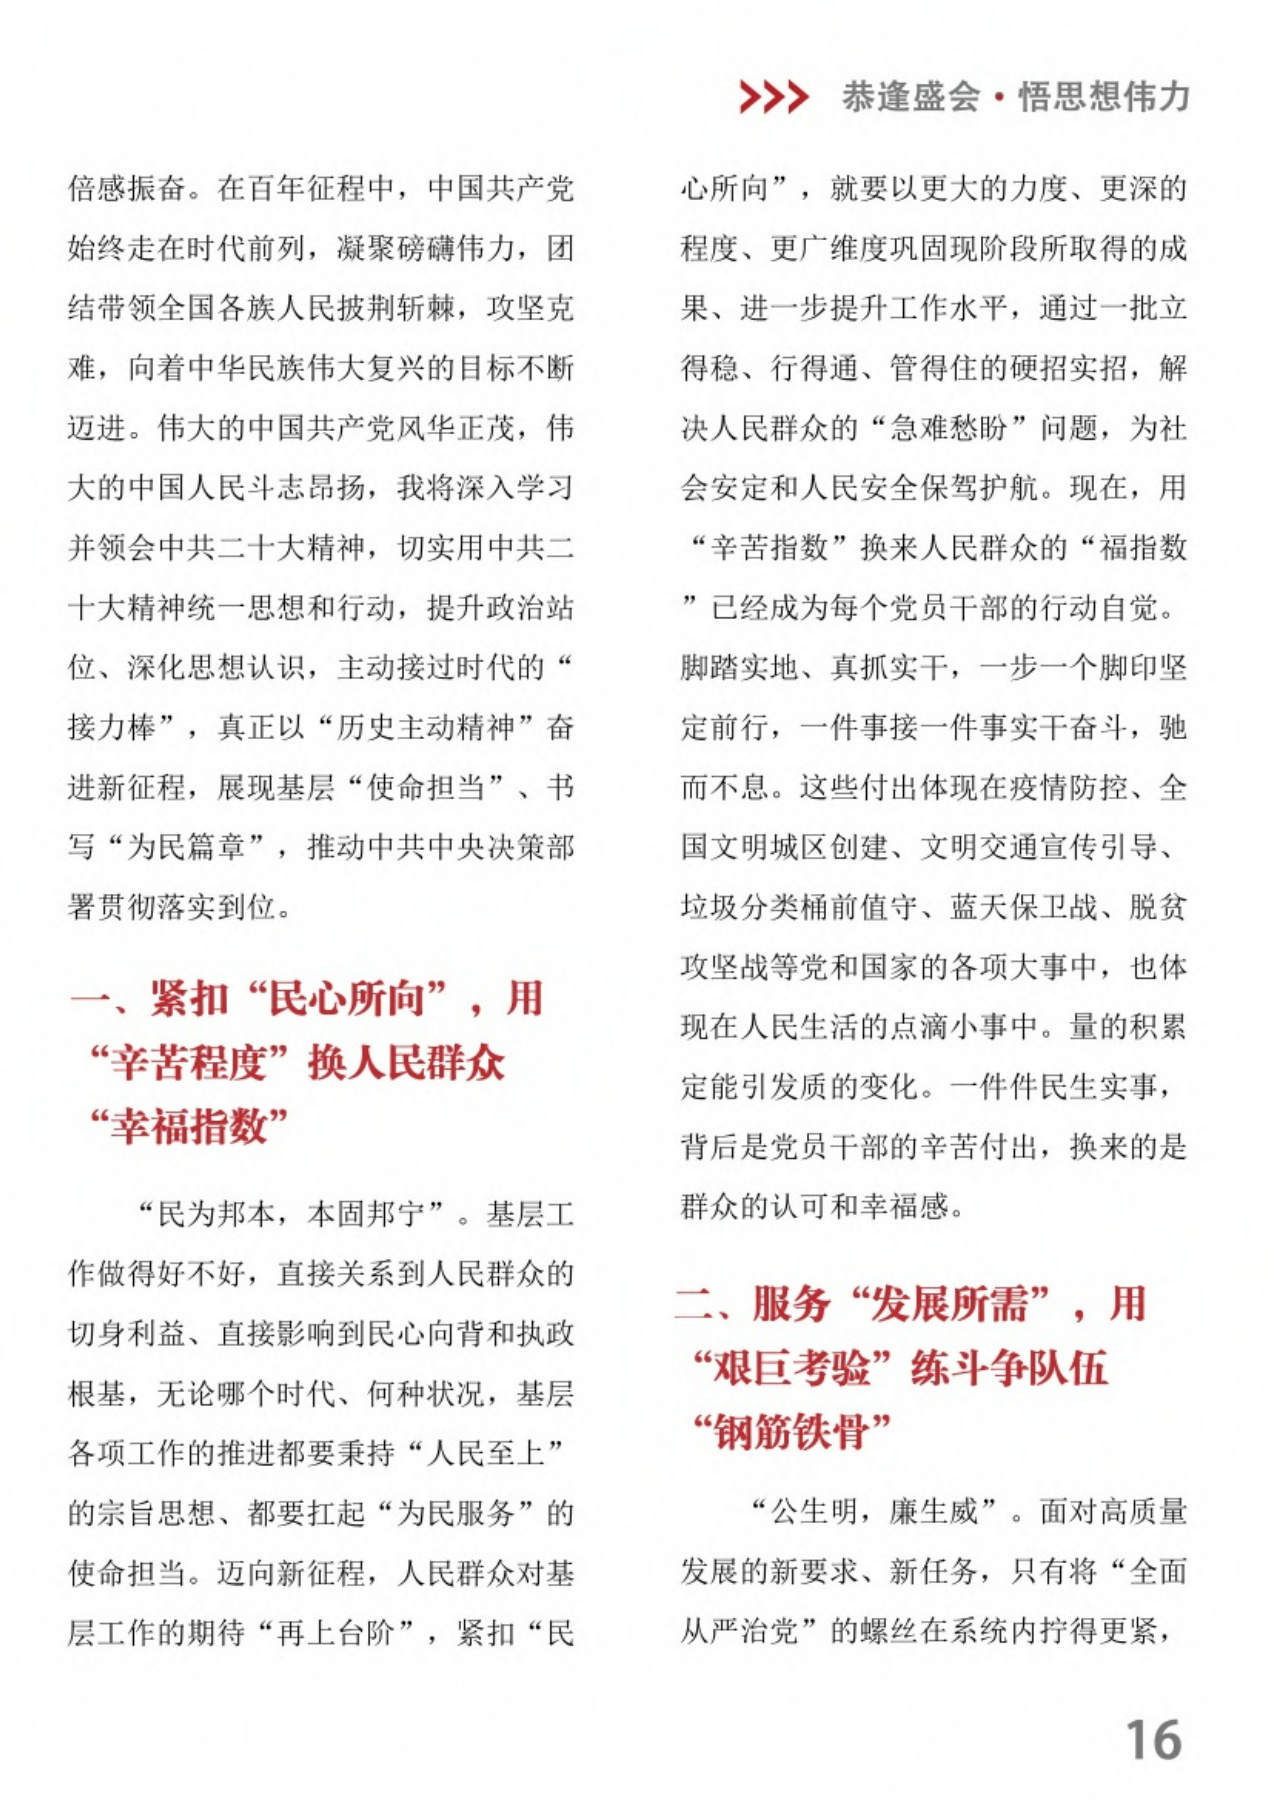 >>> 恭逢盛会·悟思想伟力
倍感振奋。在百年征程中，中国共产党
始终走在时代前列，凝聚磅礴伟力，团
结带领全国各族人民披荆斩棘，攻坚克
难，向着中华民族伟大复兴的目标不断
迈进。伟大的中国共产党风华正茂，伟
大的中国人民斗志昂扬，我将深入学习
并领会中共二十大精神，切实用中共二
十大精神统一思想和行动，提升政治站
位、深化思想认识，主动接过时代的“
接力棒”，真正以“历史主动精神”奋
进新征程，展现基层“使命担当”、书
写“为民篇章”，推动中共中央决策部
署贯彻落实到位。
一、紧扣“民心所向”，用
“辛苦程度”换人民群众
“幸福指数”
“民为邦本，本固邦宁”。基层工
作做得好不好，直接关系到人民群众的
切身利益、直接影响到民心向背和执政
根基，无论哪个时代、何种状况，基层
各项工作的推进都要秉持“人民至上”
的宗旨思想、都要扛起“为民服务”的
使命担当。迈向新征程，人民群众对基
层工作的期待“再上台阶”，紧扣“民
心所向”，就要以更大的力度、更深的
程度、更广维度巩固现阶段所取得的成
果、进一步提升工作水平，通过一批立
得稳、行得通、管得住的硬招实招，解
决人民群众的“急难愁盼”问题，为社
会安定和人民安全保驾护航。现在，用
“辛苦指数”换来人民群众的“福指数
”已经成为每个党员干部的行动自觉。
脚踏实地、真抓实干，一步一个脚印坚
定前行，一件事接一件事实干奋斗，驰
而不息。这些付出体现在疫情防控、全
国文明城区创建、文明交通宣传引导、
垃圾分类桶前值守、蓝天保卫战、脱贫
攻坚战等党和国家的各项大事中，也体
现在人民生活的点滴小事中。量的积累
定能引发质的变化。一件件民生实事，
背后是党员干部的辛苦付出，换来的是
群众的认可和幸福感。
二、服务“发展所需”，用
“艰巨考验”练斗争队伍
“钢筋铁骨”
“公生明，廉生威”。面对高质量
发展的新要求、新任务，只有将“全面
从严治党”的螺丝在系统内拧得更紧，
16